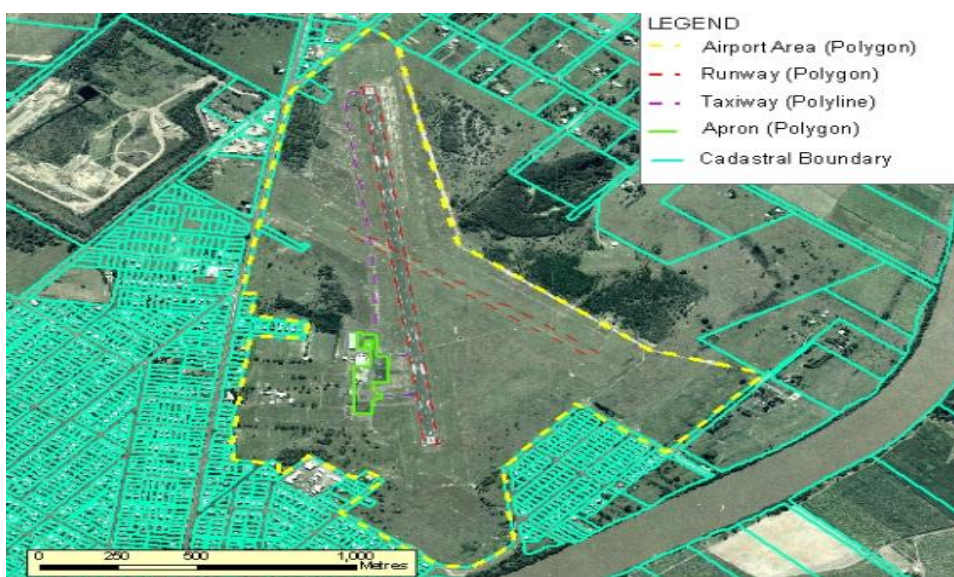 LEGEND
Airport Area (Polygon)
Runway (Polygon)
Taxiway (Polyline)
Apron (Polygon)
Cadastral Boundary
0 250 500 1,000
Metres